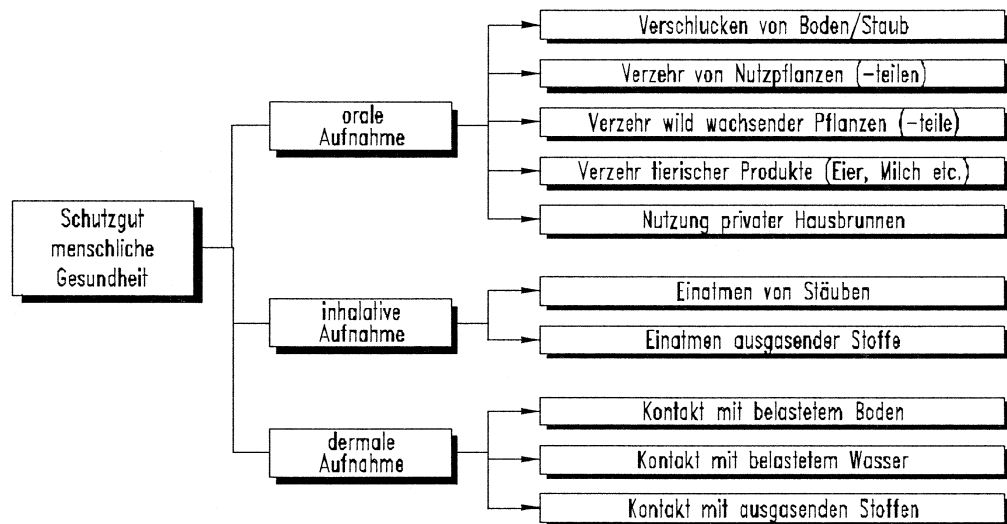 Schutzgut
menschliche
Gesundheit
orale
Aufnahme
Verschlucken von Boden/Staub
Verzehr von Nutzpflanzen (-teilen)
Verzehr wild wachsender Pflanzen (-teile)
Verzehr tierischer Produkte (Eier, Milch etc.)
Nutzung privater Hausbrunnen
inhalative
Aufnahme
Einatmen von Stäuben
Einatmen ausgasender Stoffe
dermale
Aufnahme
Kontakt mit belastetem Boden
Kontakt mit belastetem Wasser
Kontakt mit ausgasenden Stoffen